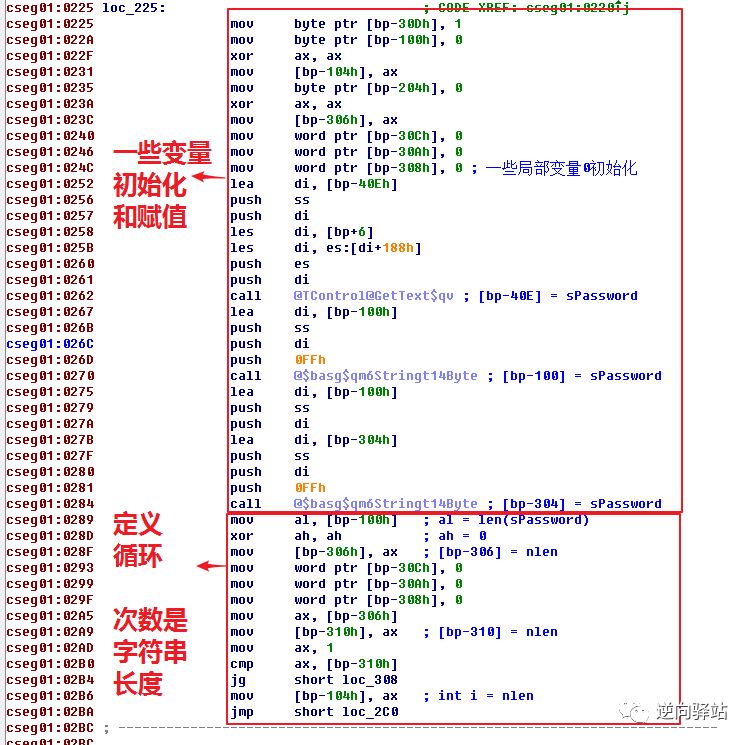 cseg01:0225 loc_225: ; CODE XREF: cseg01:0220↑j
cseg01:0225 mov byte ptr [bp-30Dh], 1
cseg01:022A mov byte ptr [bp-100h], 0
cseg01:022F xor ax, ax
cseg01:0231 mov [bp-104h], ax
cseg01:0235 mov byte ptr [bp-204h], 0
cseg01:023A xor ax, ax
cseg01:023C mov [bp-306h], ax
cseg01:0240 mov word ptr [bp-30Ch], 0
cseg01:0246 mov word ptr [bp-30Ah], 0
cseg01:024C mov word ptr [bp-308h], 0 ; 一些局部变量0初始化
cseg01:0252 lea di, [bp-40Eh]
cseg01:0256 push ss
cseg01:0257 push di
cseg01:0258 les di, [bp+6]
cseg01:025B les di, es:[di+188h]
cseg01:0260 push es
cseg01:0261 push di
cseg01:0262 call @TControl@GetText$qv ; [bp-40E] = sPassword
cseg01:0267 lea di, [bp-100h]
cseg01:026B push ss
cseg01:026C push di
cseg01:026D push 0FFh
cseg01:0270 call @$basg$qm6Stringt14Byte ; [bp-100] = sPassword
cseg01:0275 lea di, [bp-100h]
cseg01:0279 push ss
cseg01:027A push di
cseg01:027B lea di, [bp-304h]
cseg01:027F push ss
cseg01:0280 push di
cseg01:0281 push 0FFh
cseg01:0284 call @$basg$qm6Stringt14Byte ; [bp-304] = sPassword
cseg01:0289 mov al, [bp-100h] ; al = len(sPassword)
cseg01:028D xor ah, ah ; ah = 0
cseg01:028F mov [bp-306h], ax ; [bp-306] = nlen
cseg01:0293 mov word ptr [bp-30Ch], 0
cseg01:0299 mov word ptr [bp-30Ah], 0
cseg01:029F mov word ptr [bp-308h], 0
cseg01:02A5 mov ax, [bp-306h]
cseg01:02A9 mov [bp-310h], ax ; [bp-310] = nlen
cseg01:02AD mov ax, 1
cseg01:02B0 cmp ax, [bp-310h]
cseg01:02B4 jg short loc_308
cseg01:02B6 mov [bp-104h], ax ; int i = nlen
cseg01:02BA jmp short loc_2C0
cseg01:02BC ; ---------------------------------------------------------------------------
cseg01:02BC
一些变量
初始化
和赋值
定义
循环
次数是
字符串
长度
逆向驿站